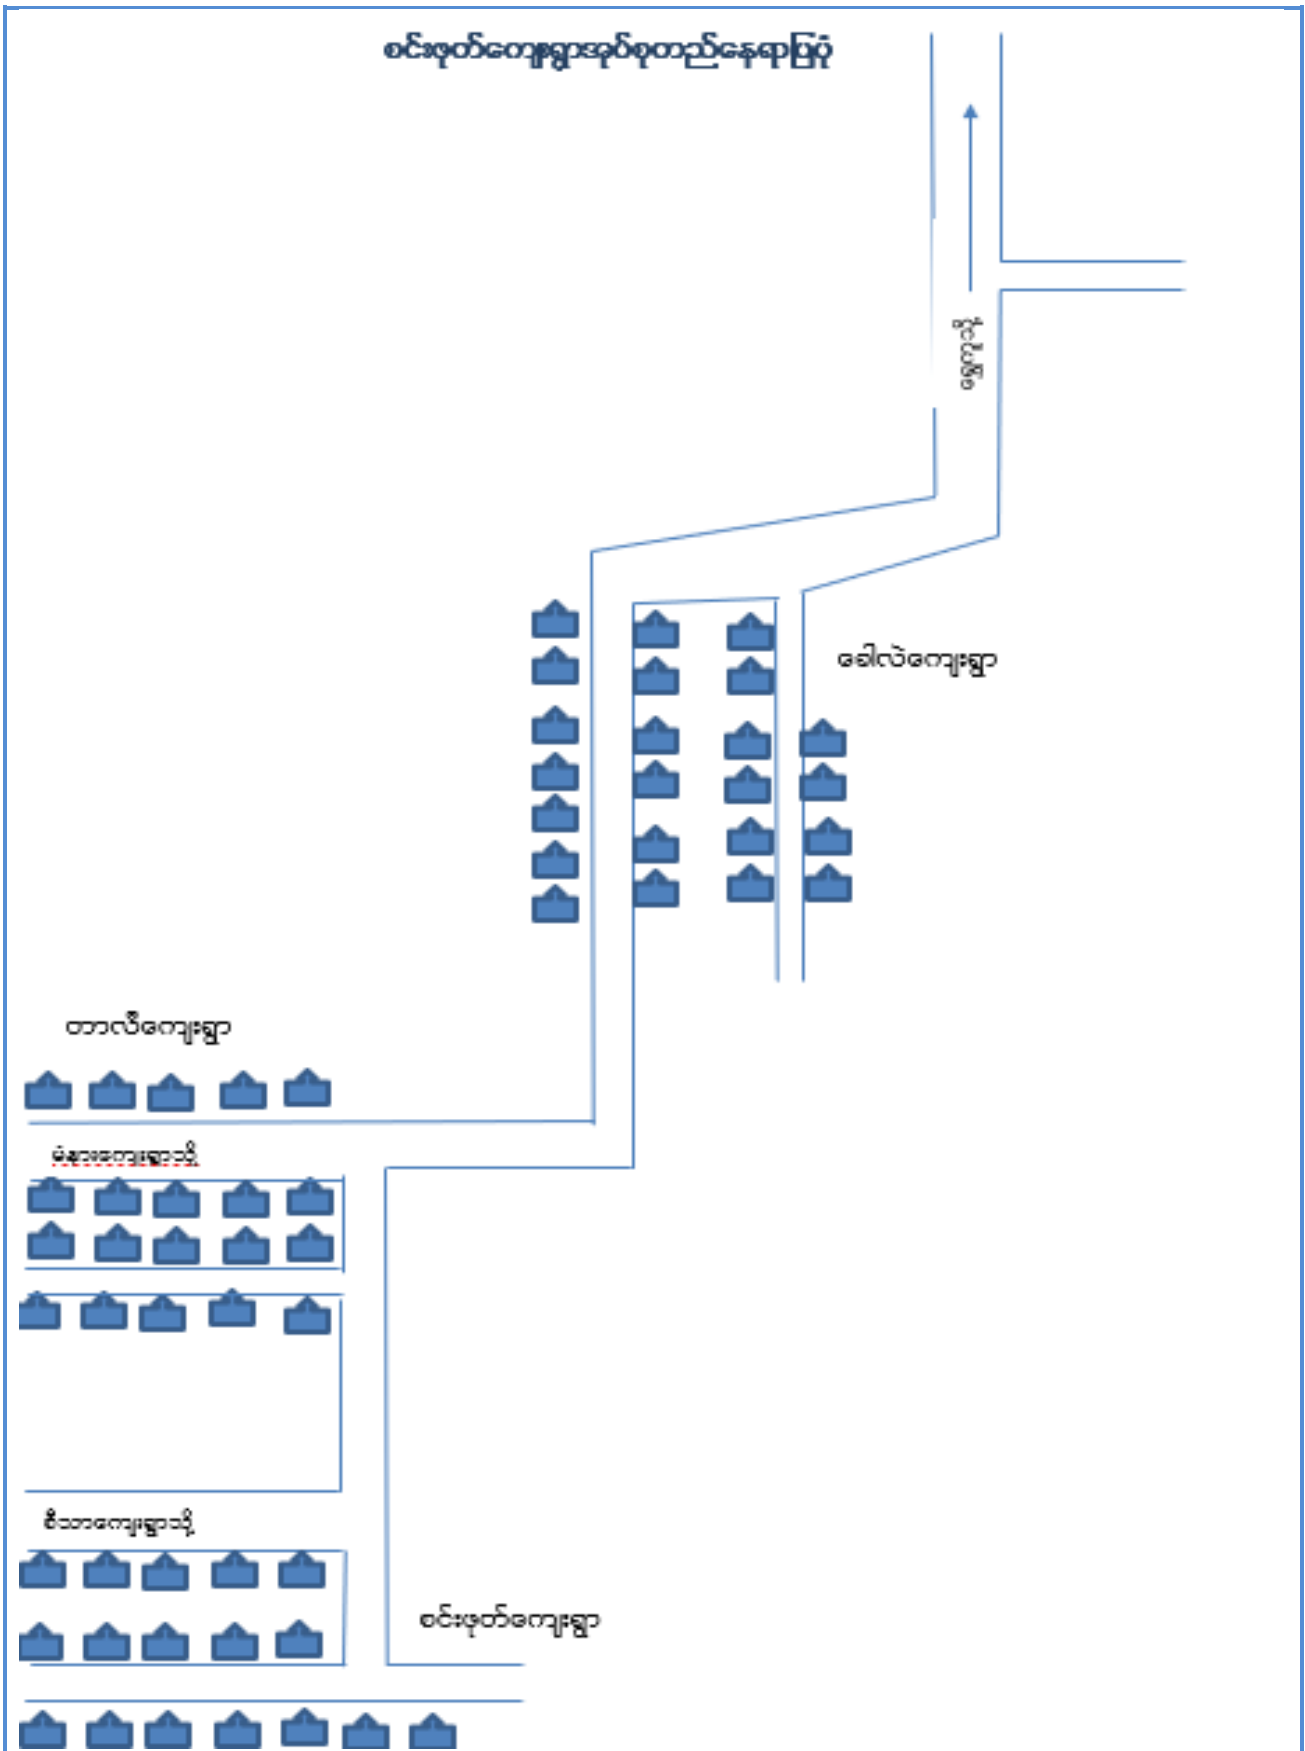 စင်းဖုတ်ကျေးရွာအုပ်စုတည်နေရာပြပုံ
ရွှေကူသို့
ခေါလဲကျေးရွာ
တာလီကျေးရွာ
မံနားကျေးရွာသို့
စီသာကျေးရွာသို့
စင်းဖုတ်ကျေးရွာ